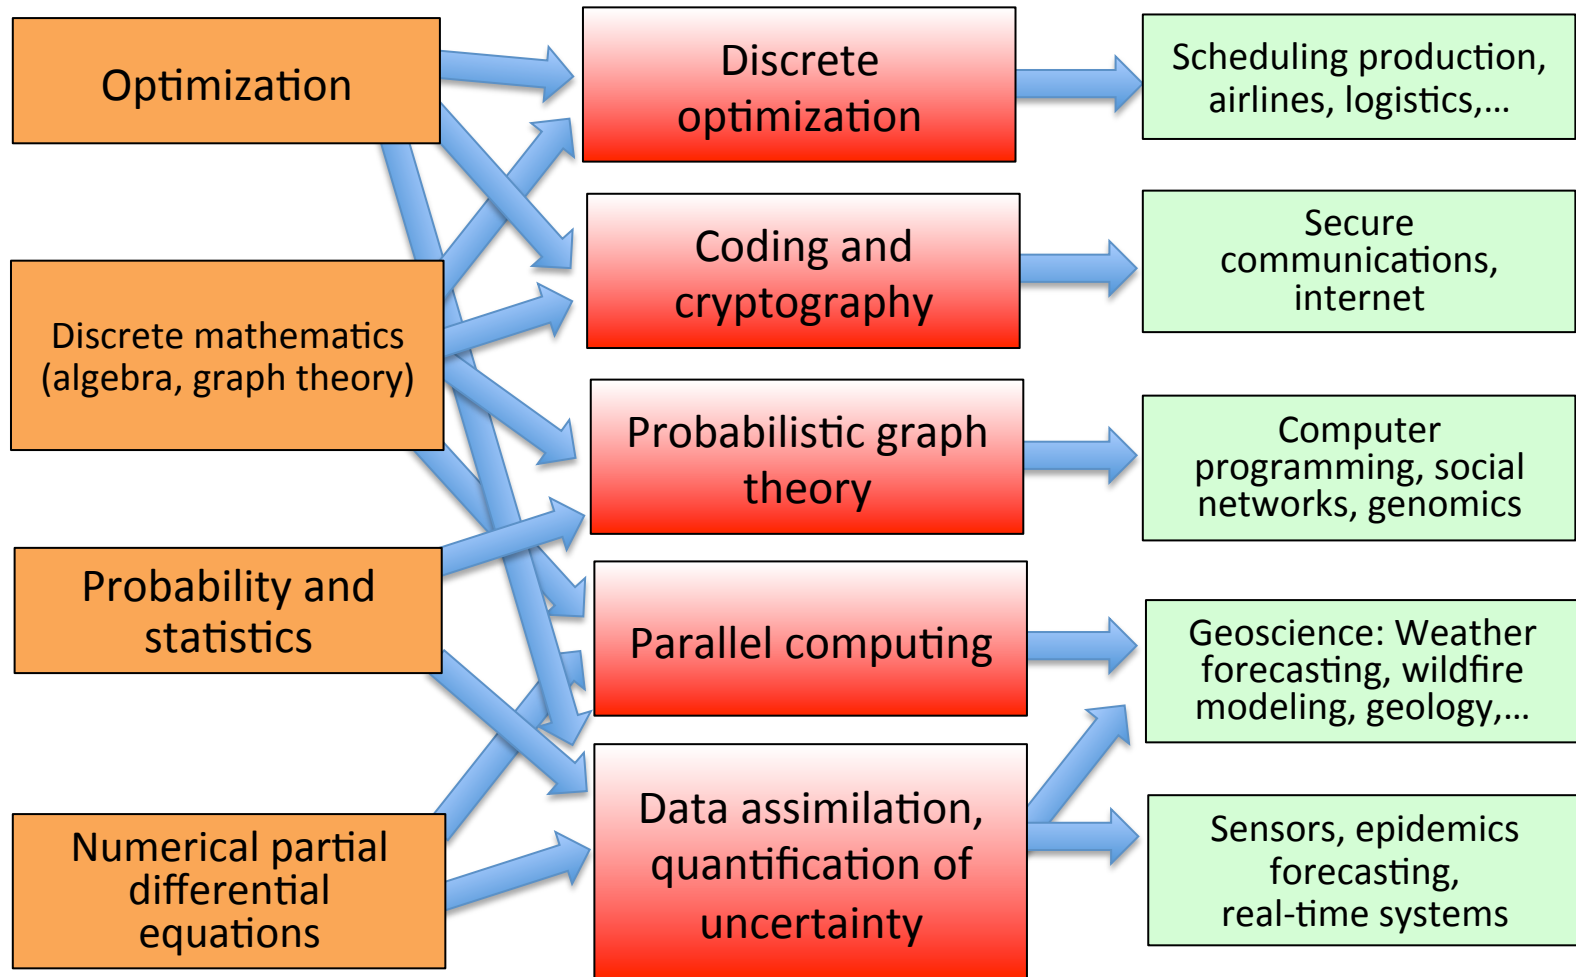 Optimization
Discrete mathematics
(algebra, graph theory)
Probability and
statistics
Numerical partial
differential
equations
Discrete
optimization
Coding and
cryptography
Probabilistic graph
theory
Parallel computing
Data assimilation,
quantification of
uncertainty
Scheduling production,
airlines, logistics,...
Secure
communications,
internet
Computer
programming, social
networks, genomics
Geoscience: Weather
forecasting, wildfire
modeling, geology,...
Sensors, epidemics
forecasting,
real-time systems